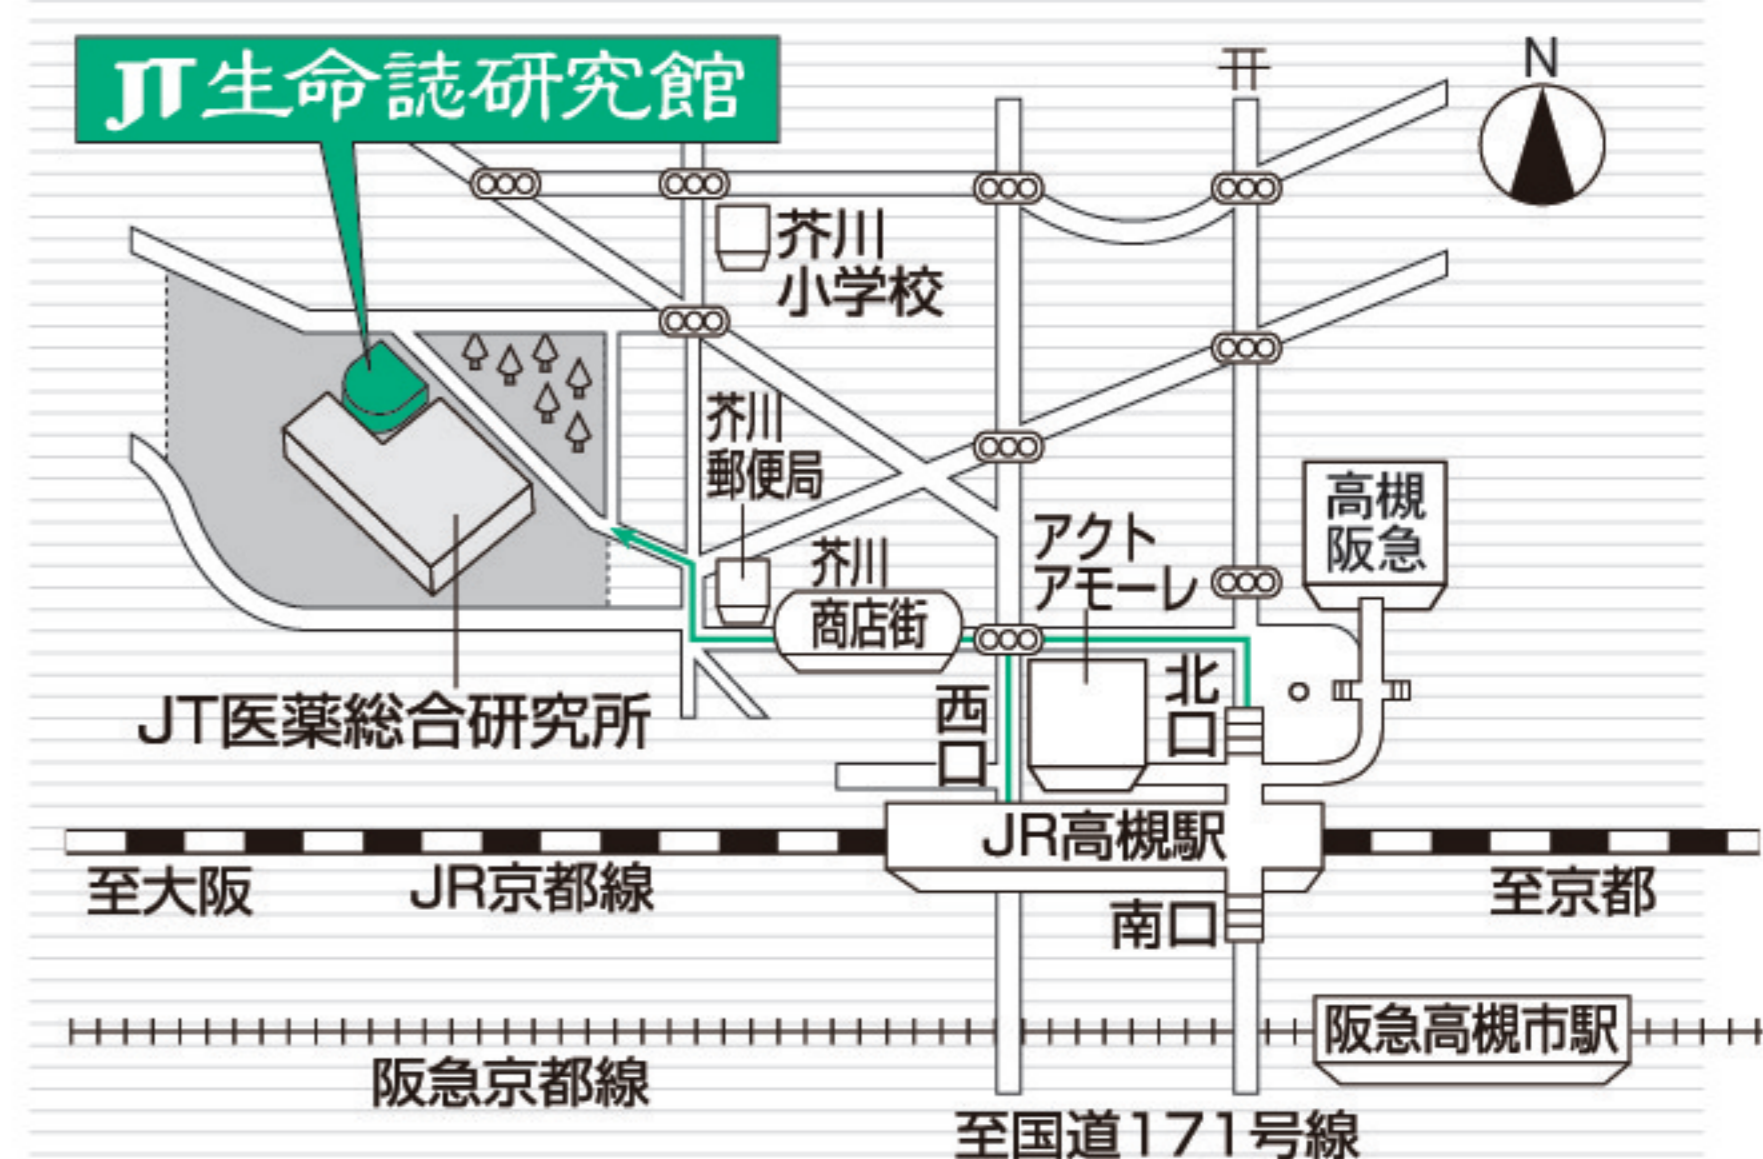 JT生命誌研究館
N
芥川
小学校
芥川
郵便局
高槻
阪急
アクト
アモーレ
芥川
商店街
北口
西口
JT医薬総合研究所
JR高槻駅
至大阪
JR京都線
至京都
南口
阪急高槻市駅
阪急京都線
至国道171号線